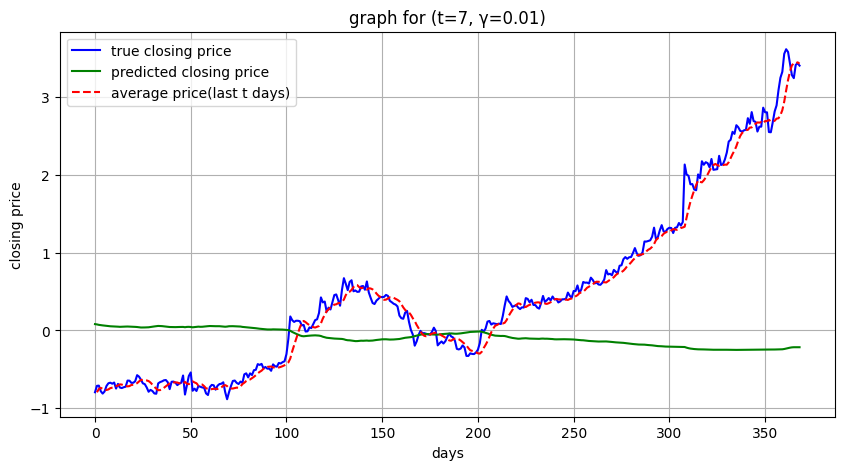 graph for (t=7, γ=0.01)
true closing price
predicted closing price
average price(last t days)
closing price
3
2
1
0
−1
0 50 100 150 200 250 300 350
days